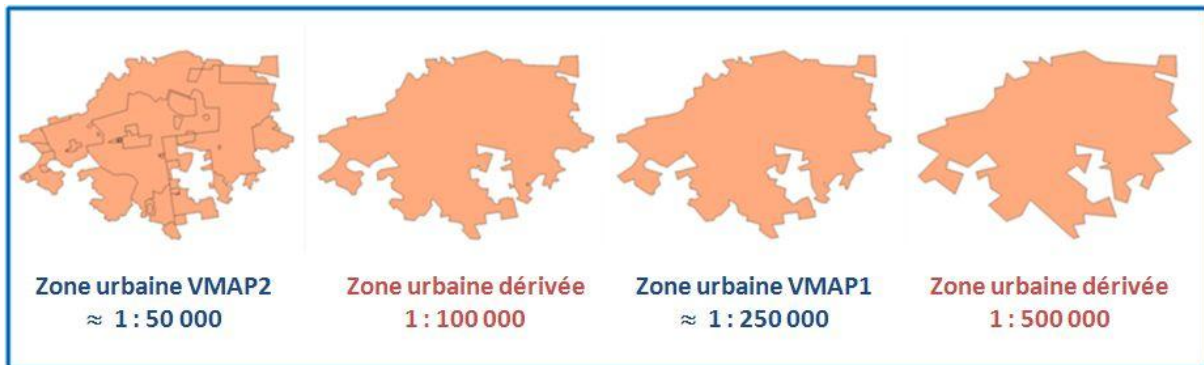 Zone urbaine VMAP2
≈ 1 : 50 000
Zone urbaine dérivée
1 : 100 000
Zone urbaine VMAP1
≈ 1 : 250 000
Zone urbaine dérivée
1 : 500 000